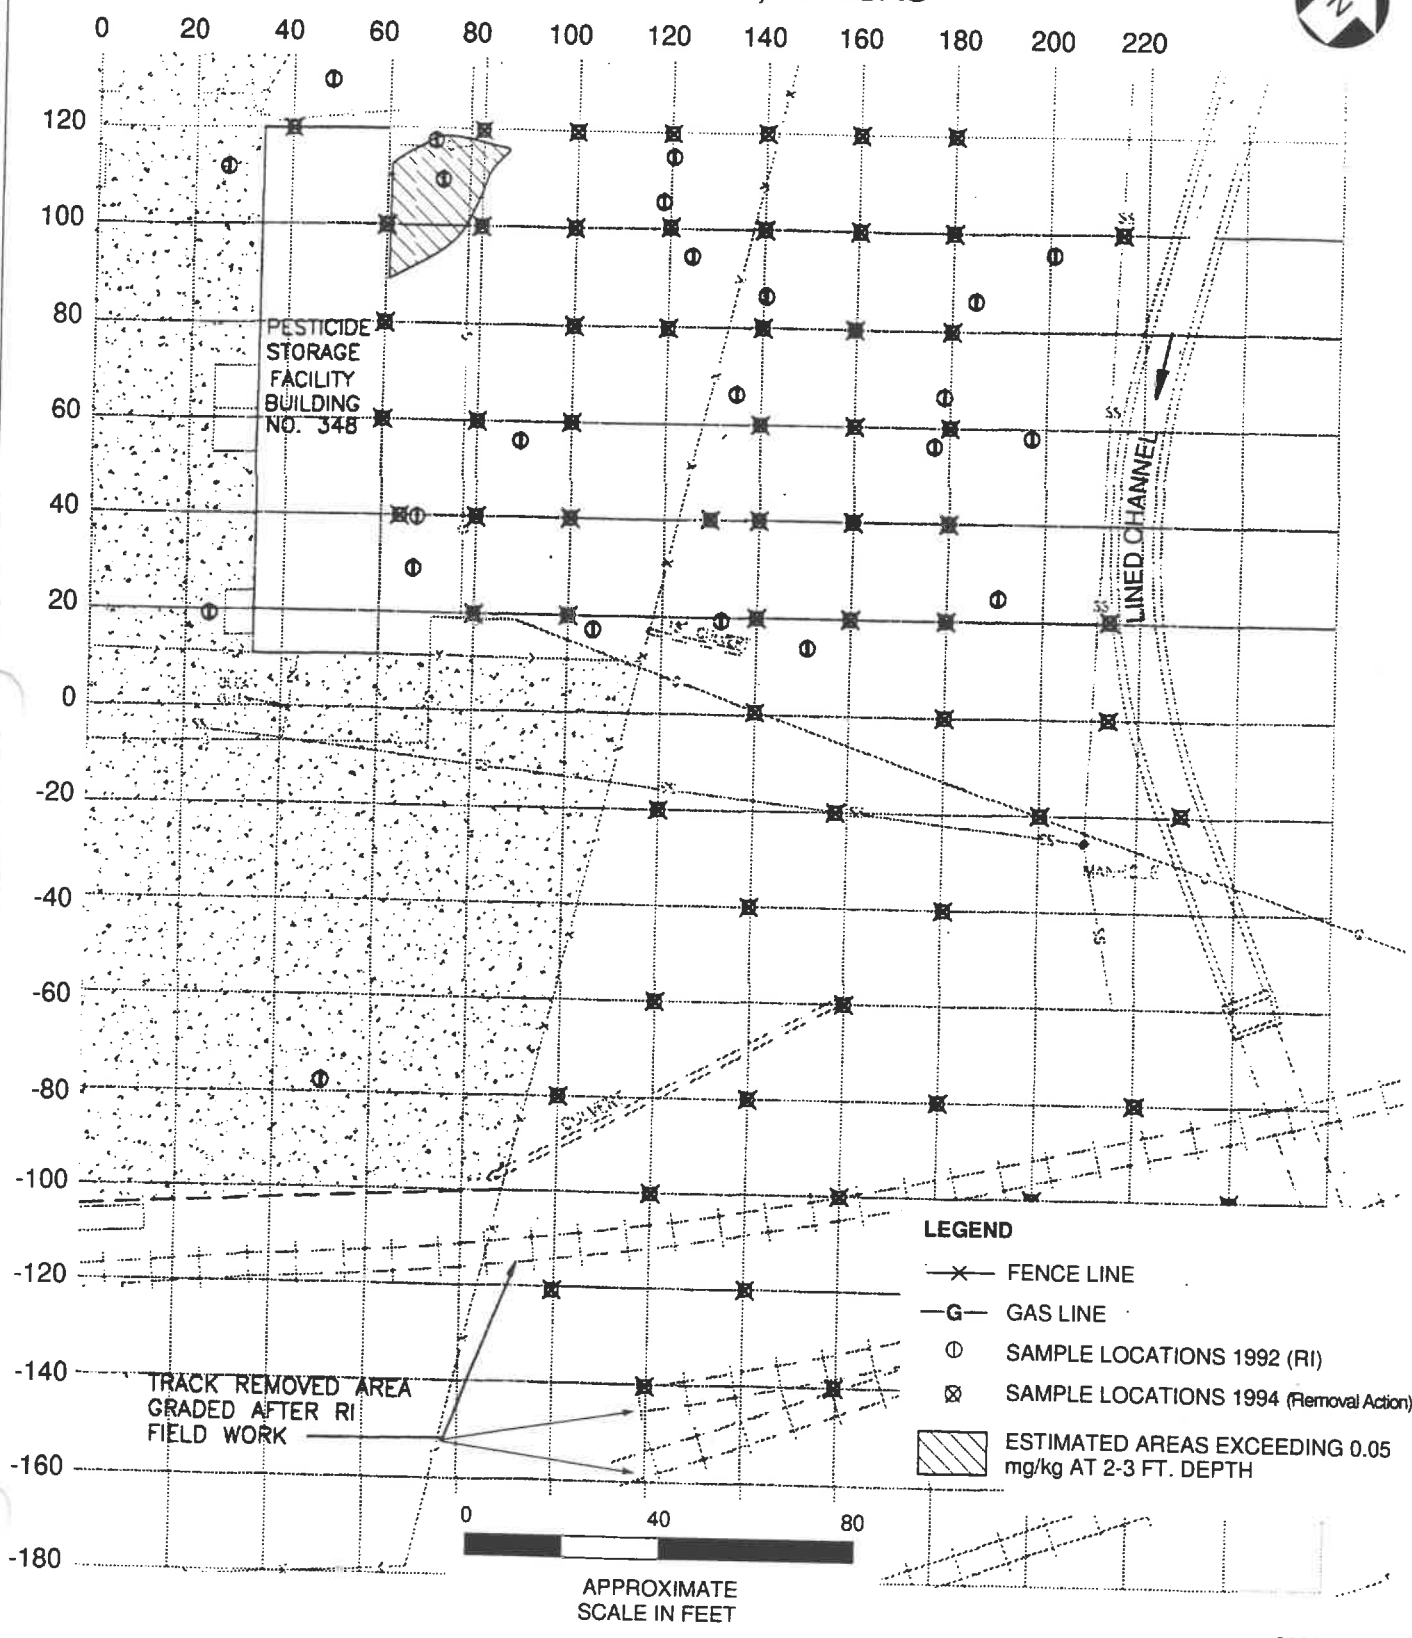 N
0 20 40 60 80 100 120 140 160 180 200 220
120
100
80
PESTICIDE
STORAGE
FACILITY
BUILDING
NO. 348
60
SS
LINED CHANNEL
40
20
SS
0
SS
-20
SS
MANHOLE
-40
SS
G
-60
-80
CULVERT
-100
LEGEND
FENCE LINE
-120
G GAS LINE
SAMPLE LOCATIONS 1992 (RI)
-140
SAMPLE LOCATIONS 1994 (Removal Action)
TRACK REMOVED AREA
GRADED AFTER RI
FIELD WORK
ESTIMATED AREAS EXCEEDING 0.05
mg/kg AT 2-3 FT. DEPTH
-160
0 40 80
-180
APPROXIMATE
SCALE IN FEET